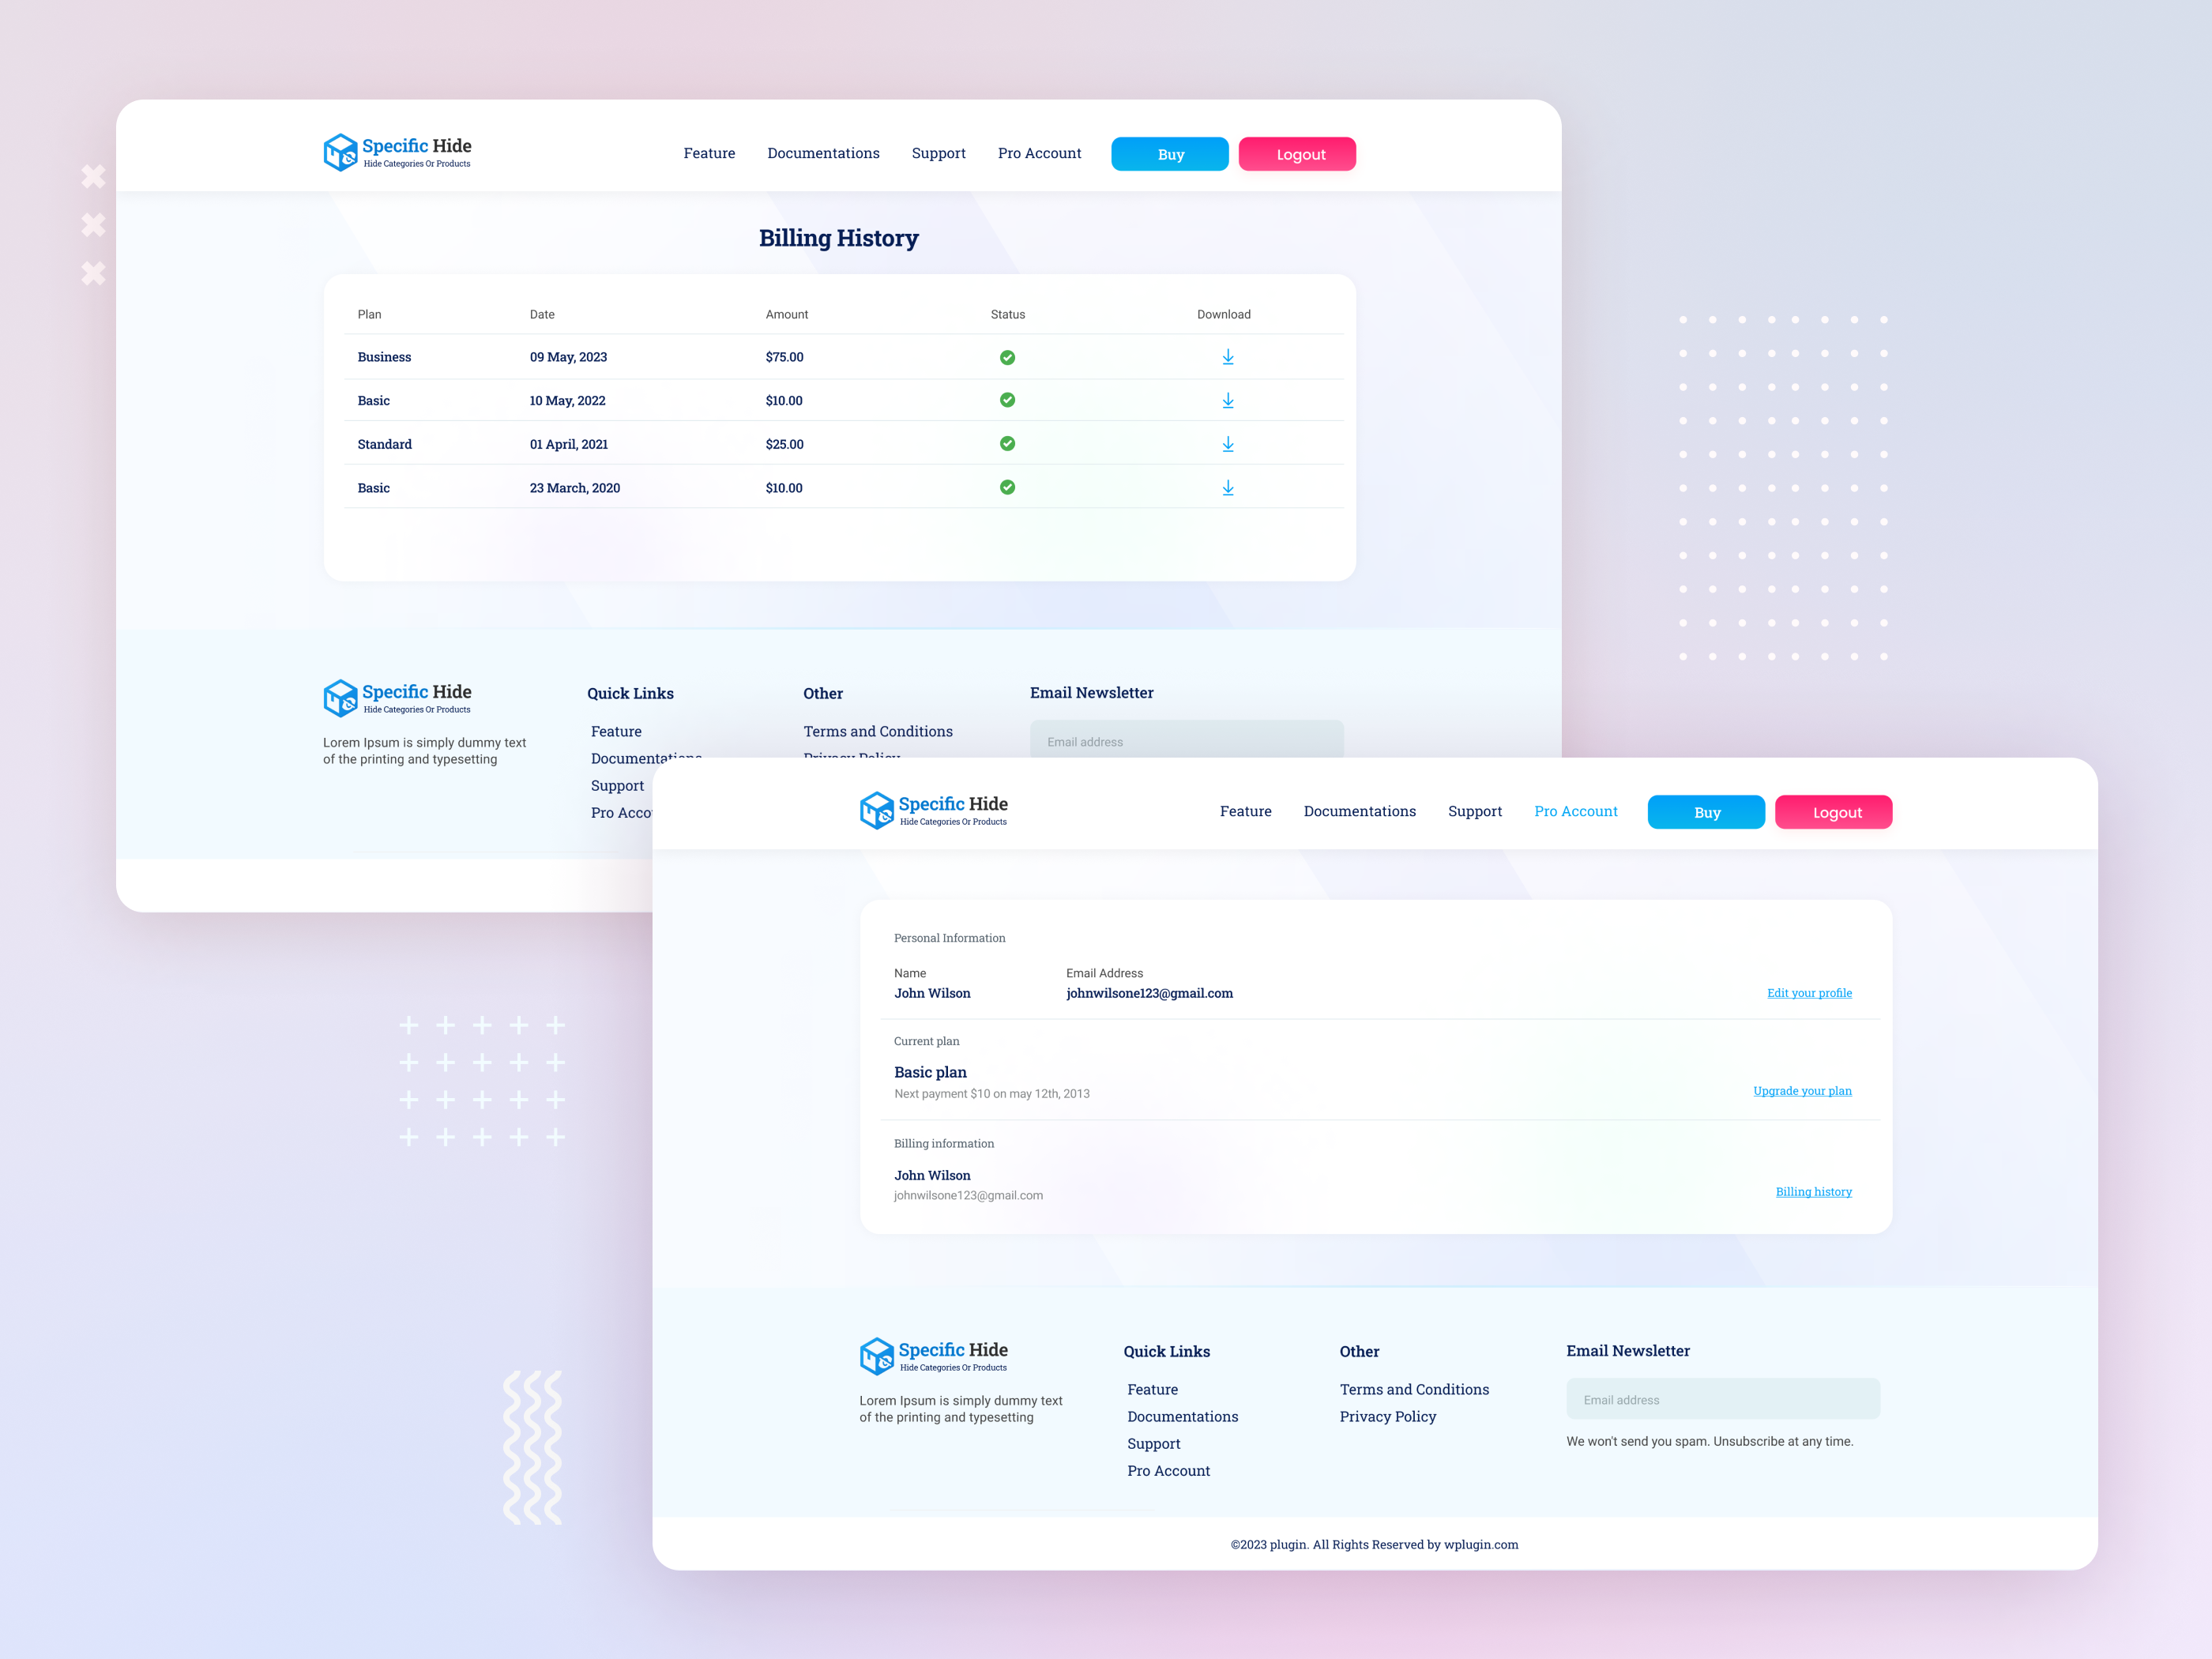 Specific Hide
Hide Categories Or Products
Feature Documentations Support Pro Account Buy Logout
Billing History
Plan Date Amount Status Download
Business 09 May, 2023 $75.00
Basic 10 May, 2022 $10.00
Standard 01 April, 2021 $25.00
Basic 23 March, 2020 $10.00
Specific Hide
Hide Categories Or Products
Lorem Ipsum is simply dummy text
of the printing and typesetting
Quick Links
Feature
Documentations
Support
Pro Acco
Other
Terms and Conditions
Privacy Policy
Email Newsletter
Email address
Specific Hide
Hide Categories Or Products
Feature Documentations Support Pro Account Buy Logout
Personal Information
Name Email Address
John Wilson johnwilsone123@gmail.com Edit your profile
Current plan
Basic plan
Next payment $10 on may 12th, 2013 Upgrade your plan
Billing information
John Wilson
johnwilsone123@gmail.com Billing history
Specific Hide
Hide Categories Or Products
Lorem Ipsum is simply dummy text
of the printing and typesetting
Quick Links
Feature
Documentations
Support
Pro Account
Other
Terms and Conditions
Privacy Policy
Email Newsletter
Email address
We won't send you spam. Unsubscribe at any time.
©2023 plugin. All Rights Reserved by wplugin.com